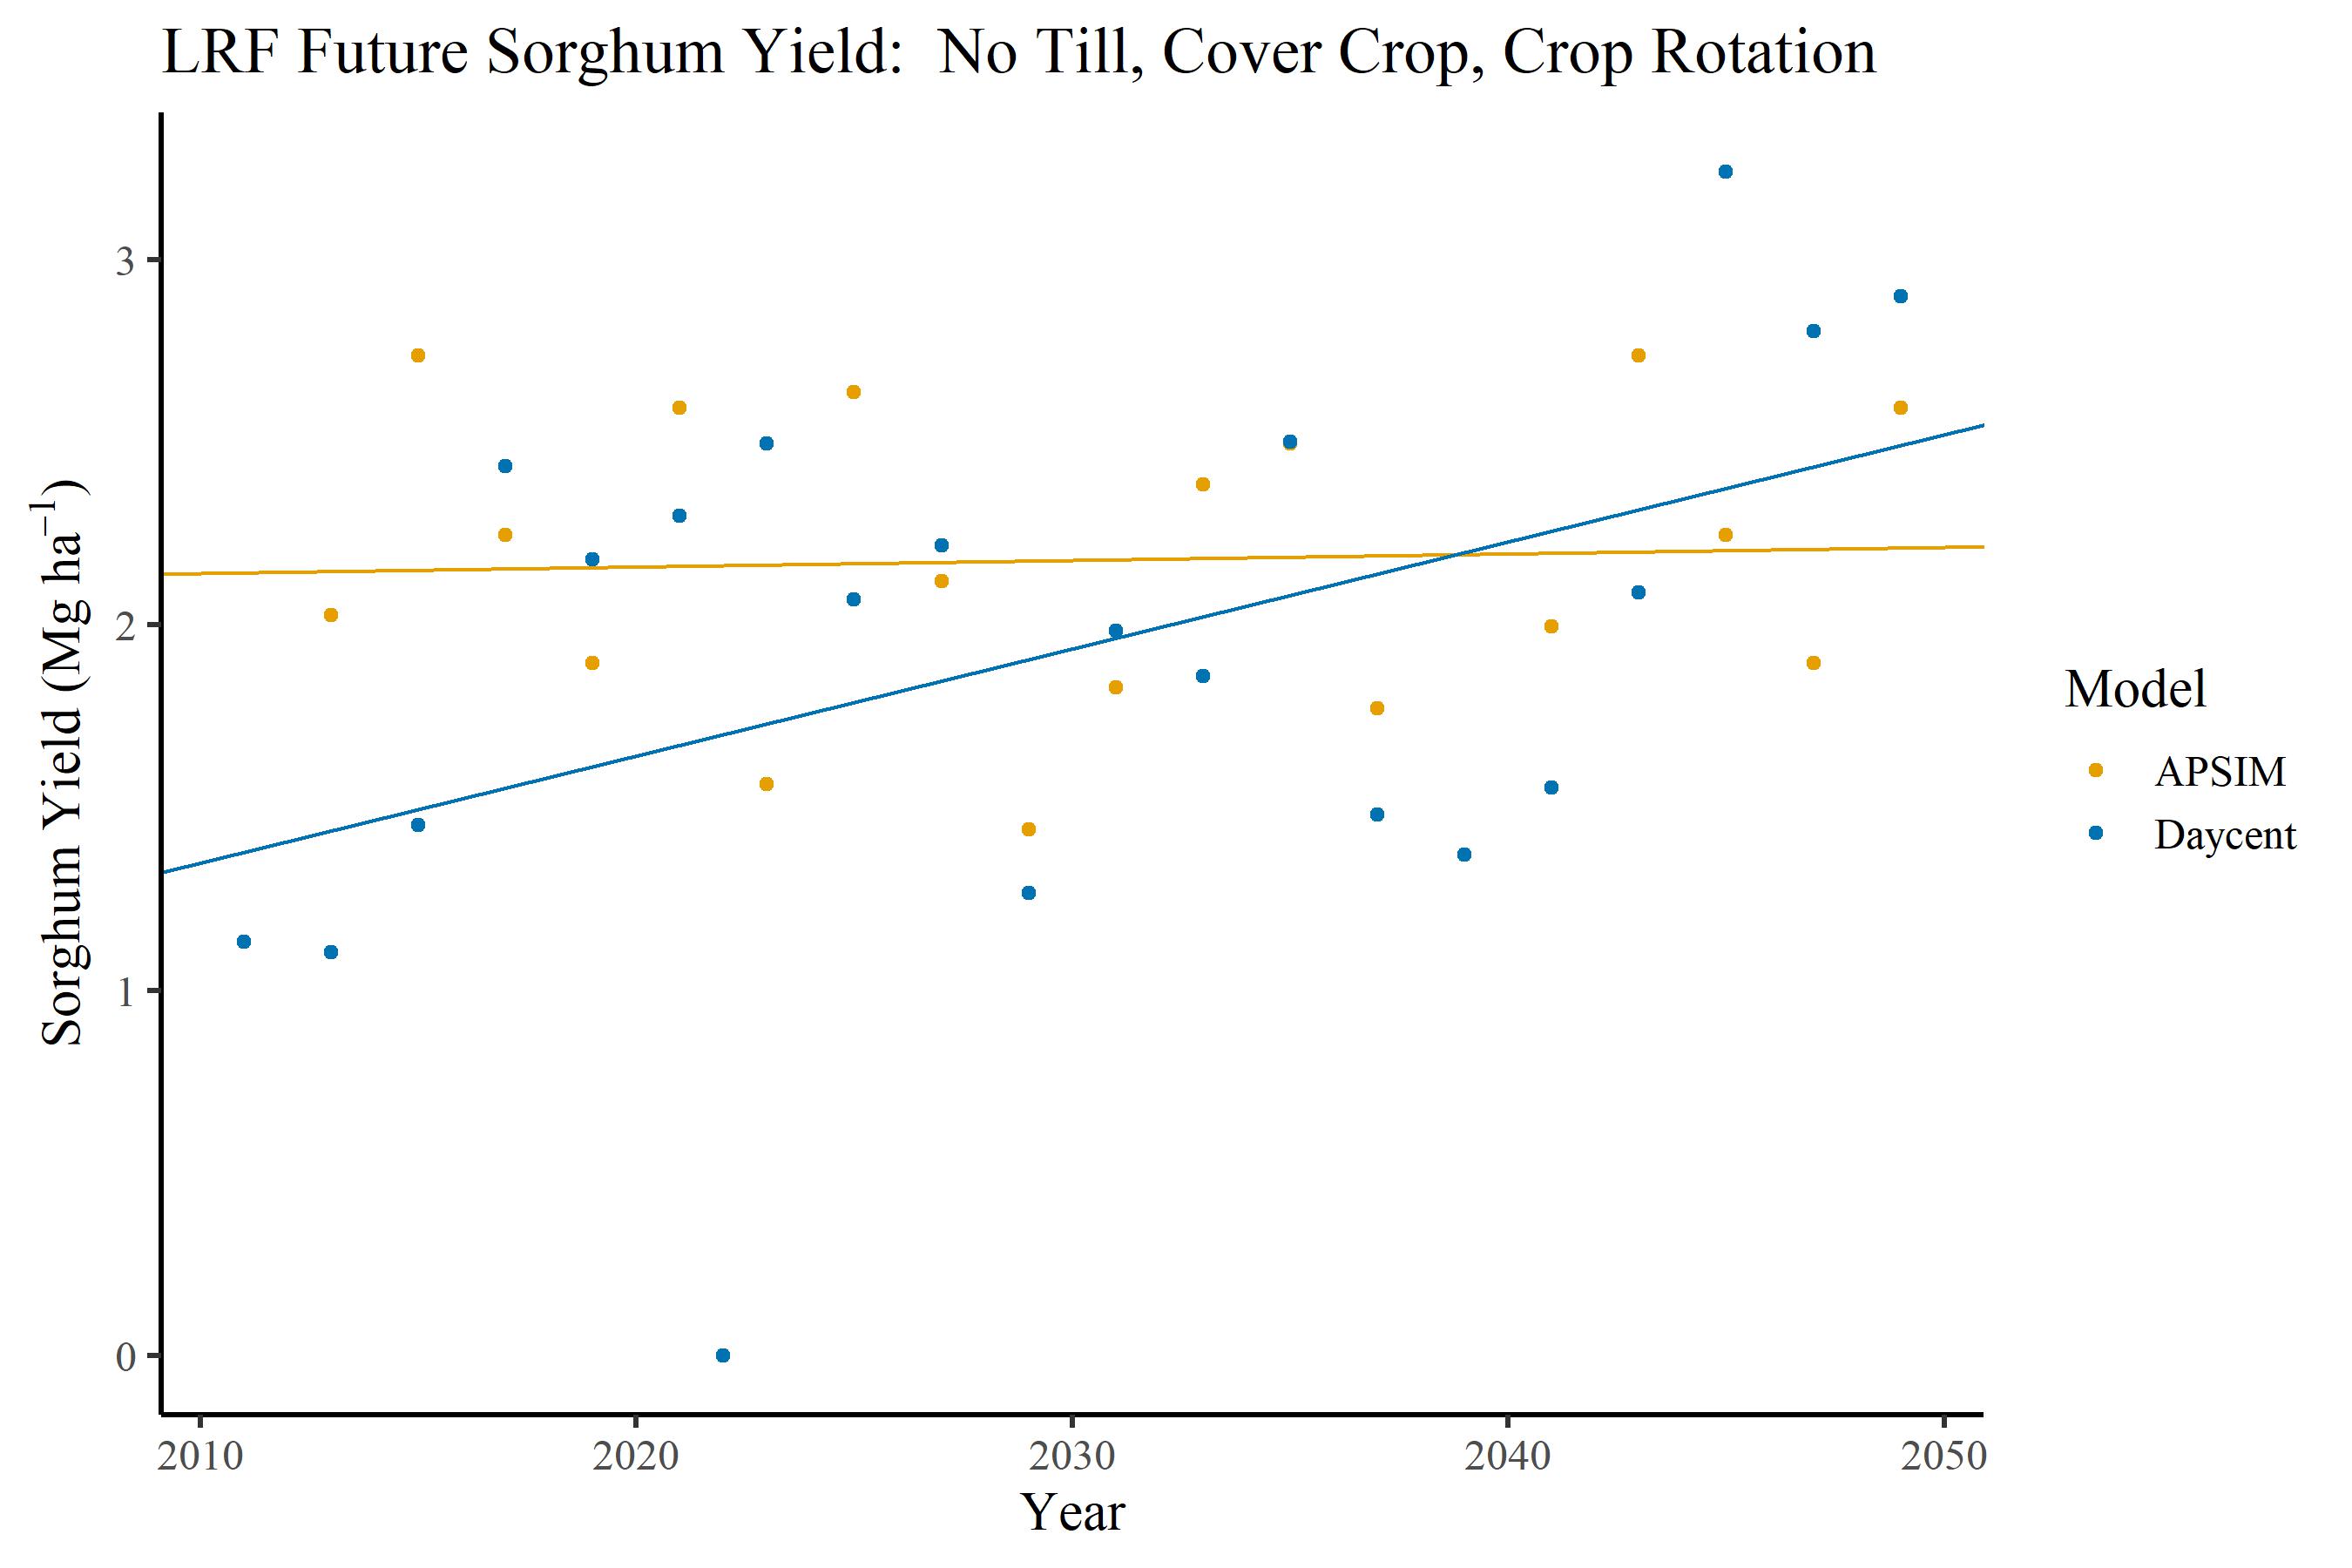 LRF Future Sorghum Yield:  No Till, Cover Crop, Crop Rotation
Sorghum Yield (Mg ha⁻¹)
3
2
1
0
2010 2020 2030 2040 2050
Year
Model
APSIM
Daycent